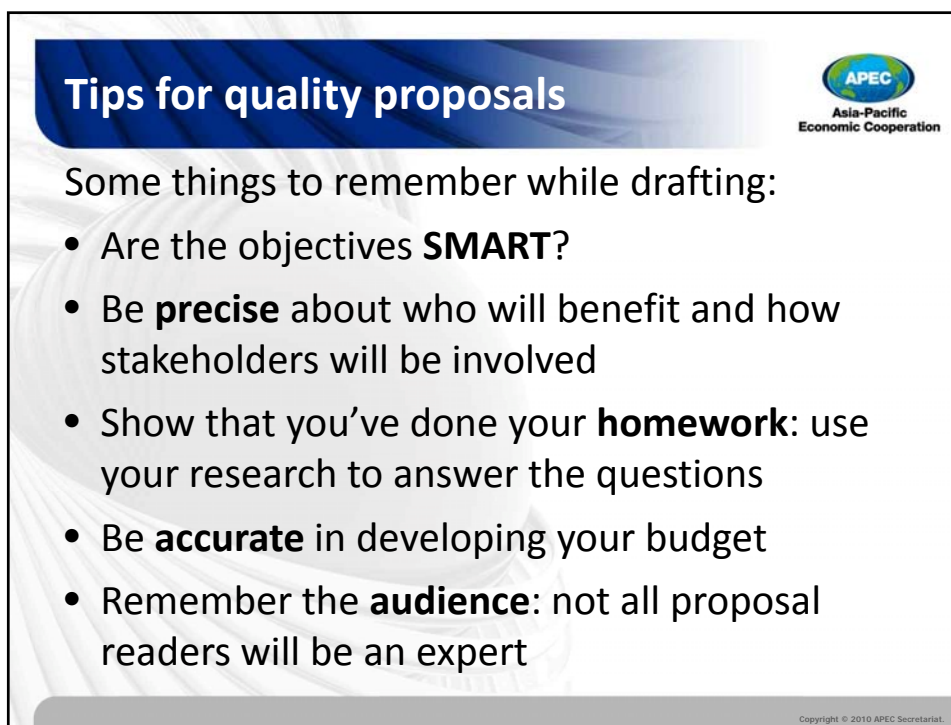 Tips for quality proposals
APEC
Asia-Pacific
Economic Cooperation
Some things to remember while drafting:
• Are the objectives SMART?
• Be precise about who will benefit and how
stakeholders will be involved
• Show that you’ve done your homework: use
your research to answer the questions
• Be accurate in developing your budget
• Remember the audience: not all proposal
readers will be an expert
Copyright © 2010 APEC Secretariat.